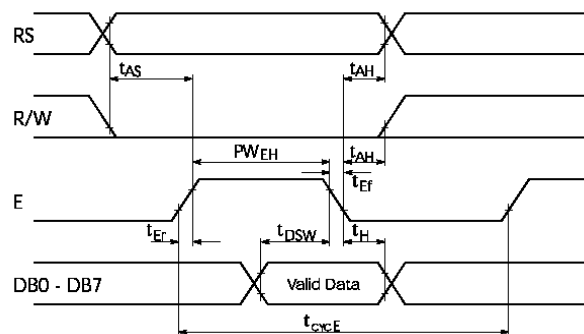 RS
tAS
tAH
R/W
PWEH
tAH
tEf
E
tEr
tDSW
tH
DB0 - DB7
Valid Data
tCYCE